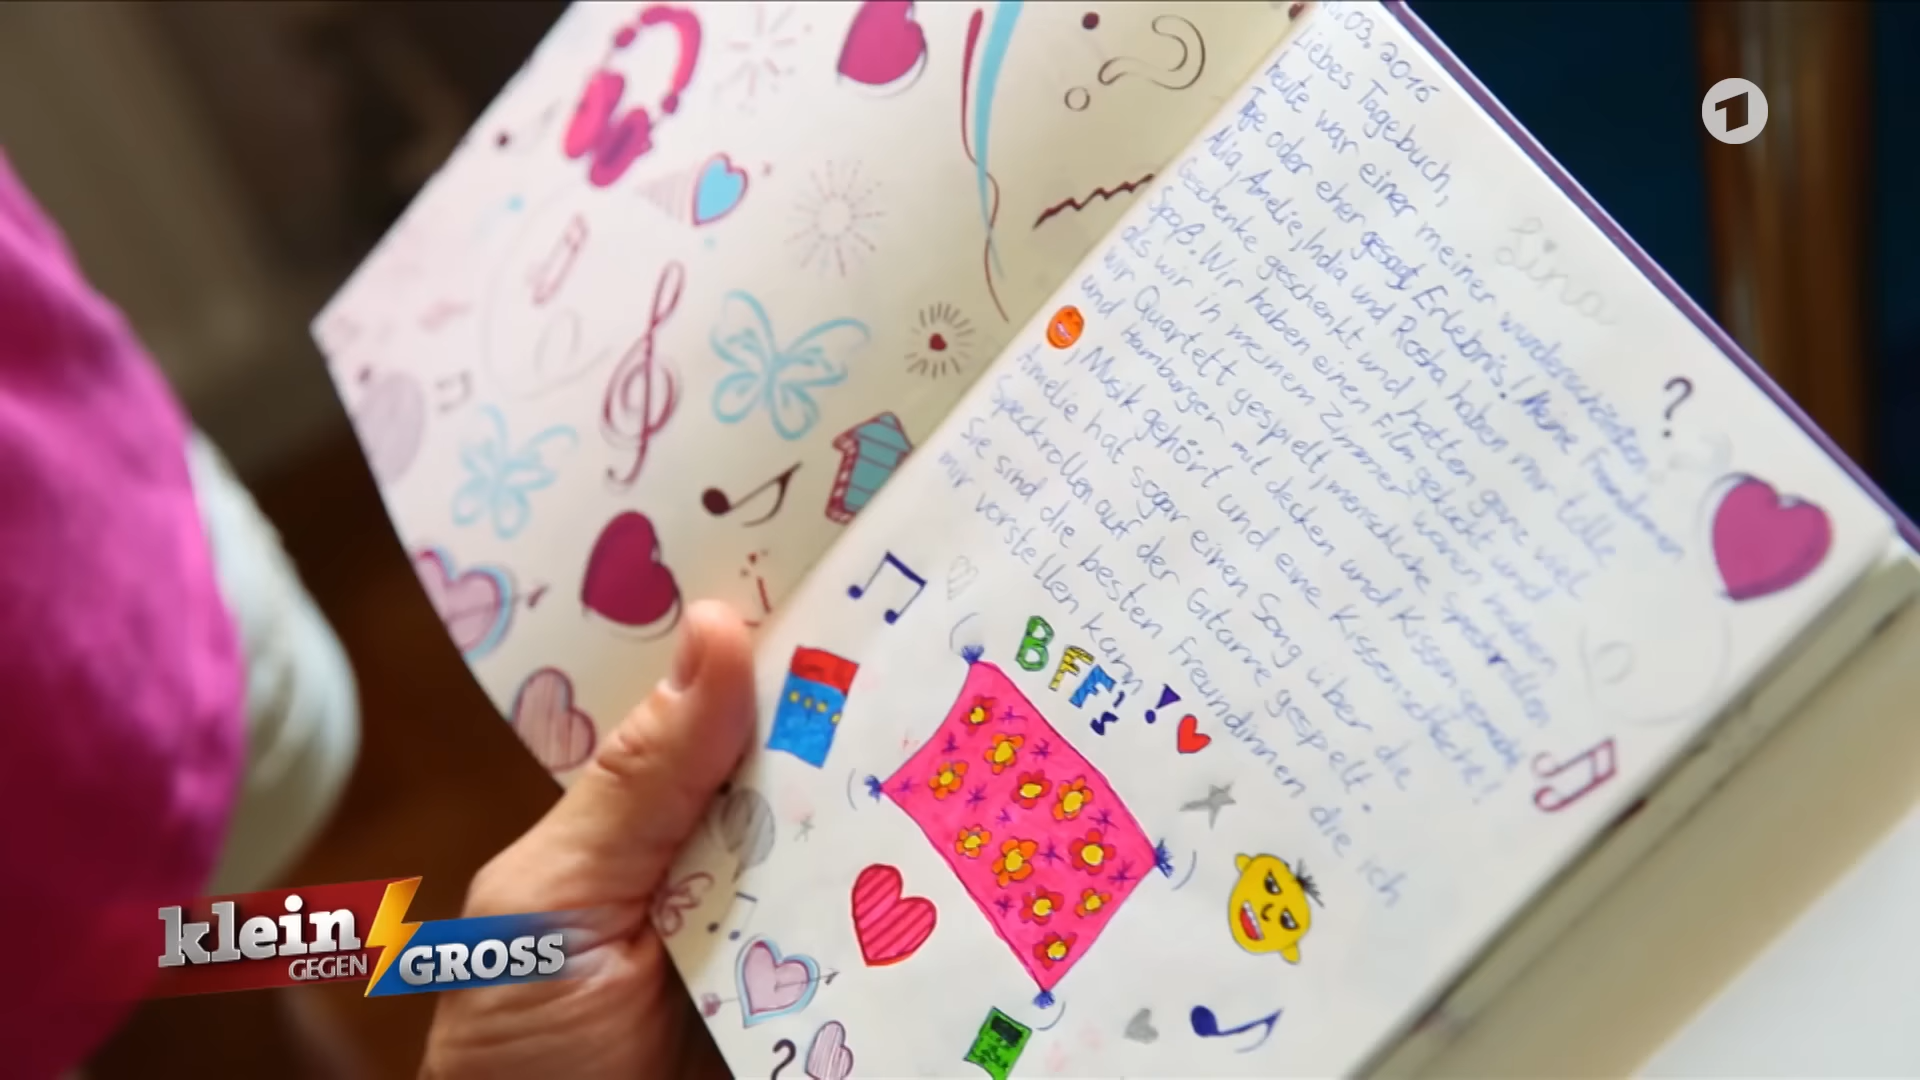 .03.2016
Liebes Tagebuch,
heute war einer meiner wunderschönsten
Tage oder eher gesagt Erlebnis! Meine Freundinnen
Alia, Amelie, India und Rosha haben mir tolle
Geschenke geschenkt und hatten ganz viel
Spaß. Wir haben einen Film gekuckt und
als wir in meinem Zimmer waren haben
wir Quartett gespielt, menschliche Speckrollen
und Hamburger mit decken und Kissen gemacht
, Musik gehört und eine Kissenschlacht!
Amelie hat sogar einen Song über die
Speckrollen auf der Gitarre gespielt.
Sie sind die besten Freundinnen die ich
mir vorstellen kann
BFF's!
Lina
klein
GEGEN
GROSS
1